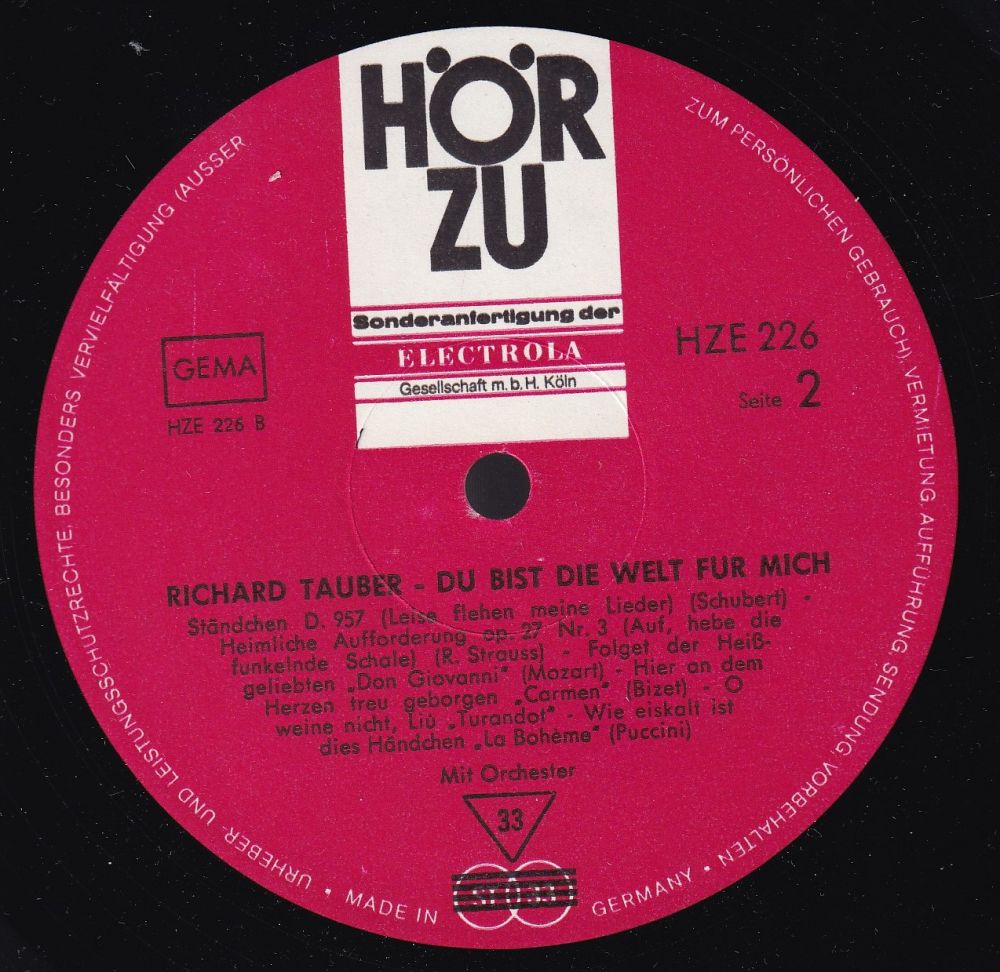 HÖR
ZU
Sonderanfertigung der
ELECTROLA
Gesellschaft m.b.H. Köln
GEMA
HZE 226 B
HZE 226
Seite 2
RICHARD TAUBER - DU BIST DIE WELT FUR MICH
Ständchen D. 957 (Leise flehen meine Lieder) (Schubert) -
Heimliche Aufforderung op. 27 Nr. 3 (Auf, hebe die
funkelnde Schale) (R. Strauss) - Folget der Heiß-
geliebten „Don Giovanni" (Mozart) - Hier an dem
Herzen treu geborgen „Carmen" (Bizet) - O
weine nicht, Liù „Turandot" - Wie eiskalt ist
dies Händchen „La Bohème" (Puccini)
Mit Orchester
33
URHEBER- UND LEISTUNGSSCHUTZRECHTE, BESONDERS VERVIELFÄLTIGUNG (AUSSER
ZUM PERSÖNLICHEN GEBRAUCH), VERMIETUNG, AUFFÜHRUNG, SENDUNG, VORBEHALTEN •
• MADE IN GERMANY •